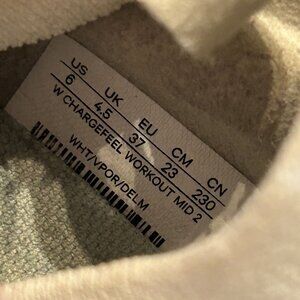 US UK EU CM CN
6 4.5 37 23 230
W CHARGEFEEL WORKOUT MID 2
WHT/VPOR/DELM